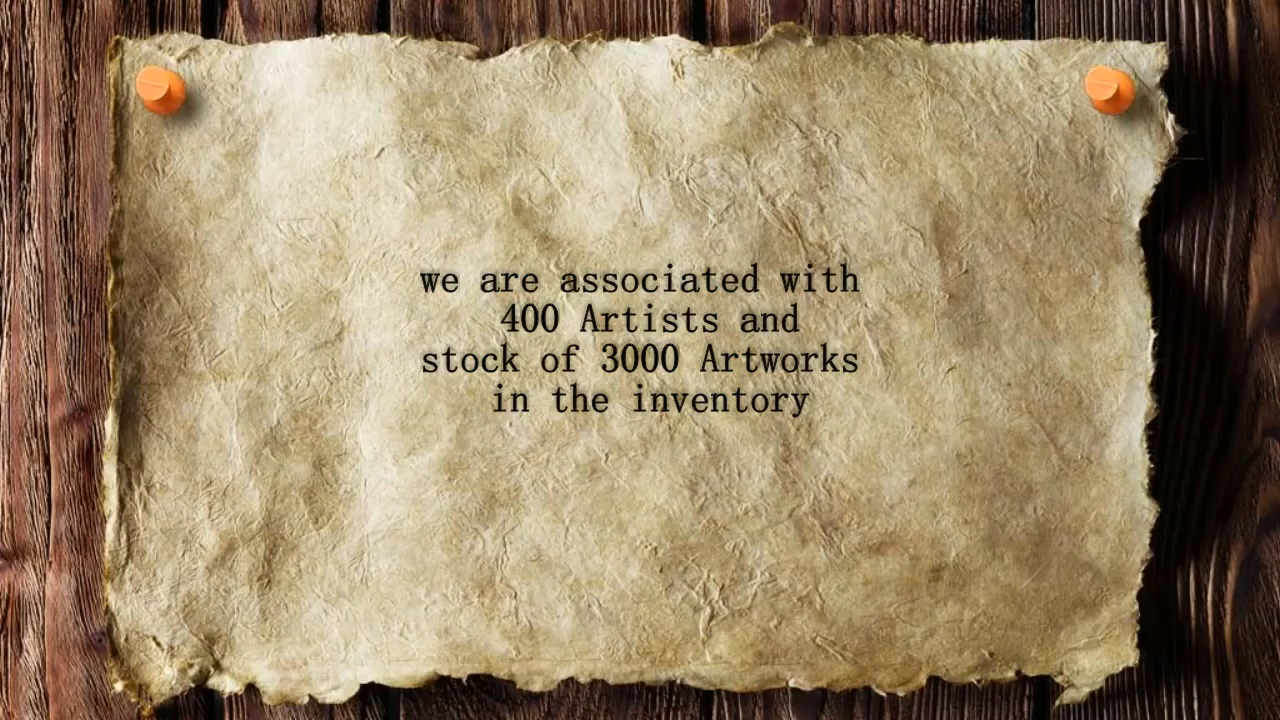 we are associated with
400 Artists and
stock of 3000 Artworks
in the inventory